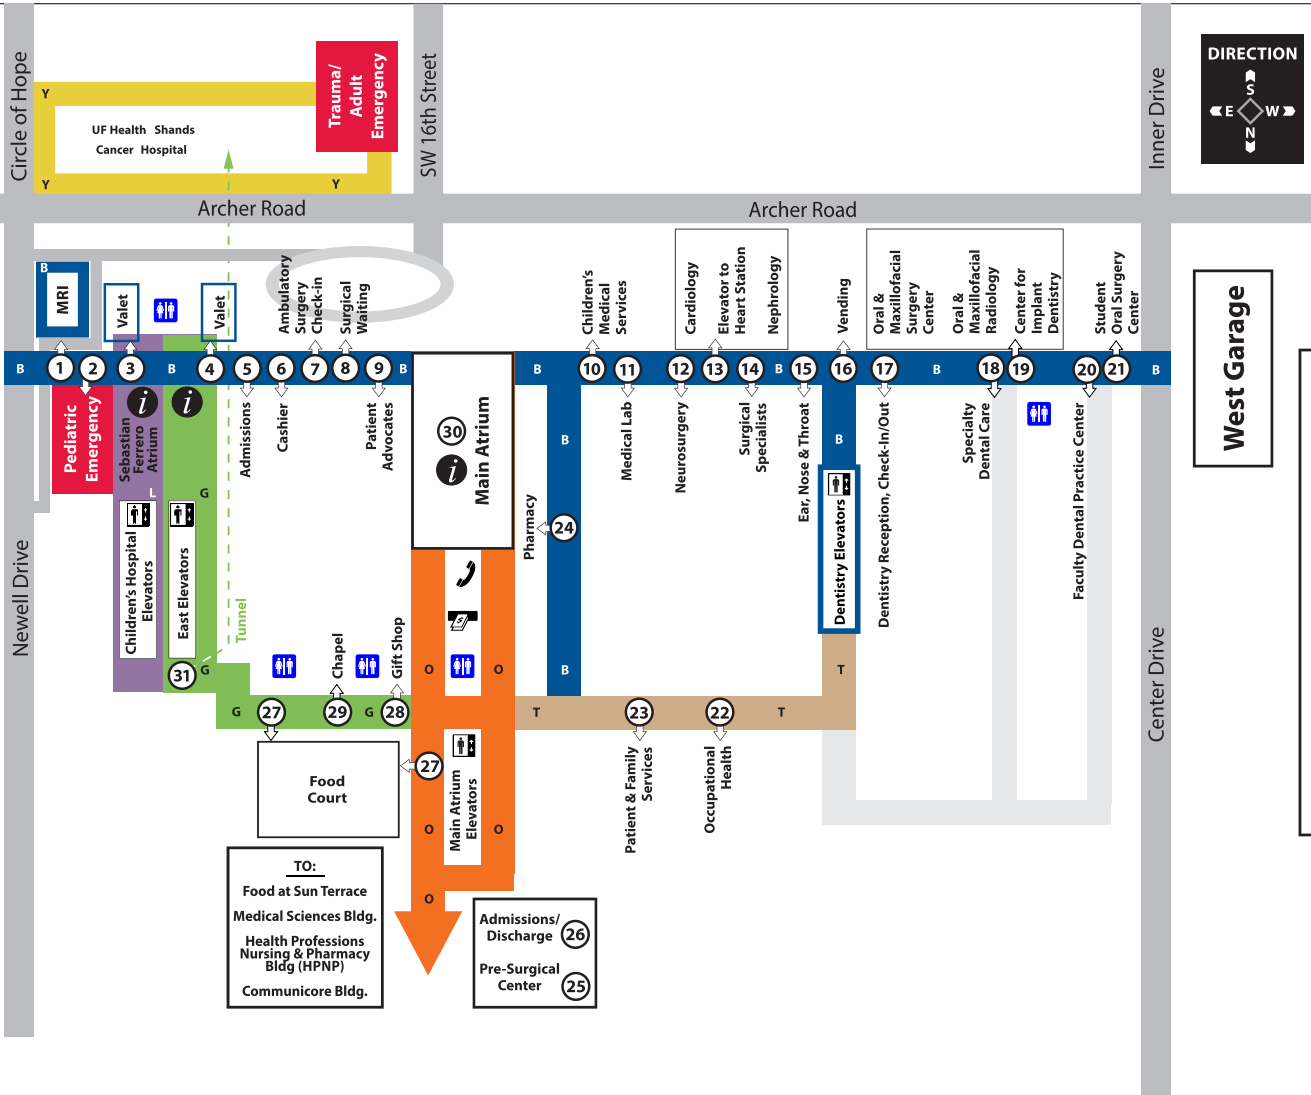 Circle of Hope
Y
UF Health Shands
Cancer Hospital
Y
Y
Trauma/
Adult
Emergency
SW 16th Street
Inner Drive
DIRECTION
S
E
W
N
Archer Road
Archer Road
B
MRI
Valet
Valet
Ambulatory
Surgery
Check-in
Surgical
Waiting
Children's
Medical
Services
Cardiology
Elevator to
Heart Station
Nephrology
Vending
Oral &
Maxillofacial
Surgery
Center
Oral &
Maxillofacial
Radiology
Center for
Implant
Dentistry
Student
Oral Surgery
Center
West Garage
B
1
2
3
B
4
5
6
7
8
9
B
B
10
11
12
13
14
B
15
16
17
B
18
19
20
21
B
Pediatric
Emergency
i
Sebastian
Ferrero
Atrium
L
i
G
Admissions
Cashier
Patient
Advocates
30
i
Main Atrium
B
Medical Lab
Neurosurgery
Surgical
Specialists
Ear, Nose & Throat
B
Dentistry Reception, Check-In/Out
Specialty
Dental Care
Faculty Dental Practice Center
Pharmacy
24
Children's Hospital
Elevators
East Elevators
Dentistry Elevators
Newell Drive
Tunnel
$
31
G
Chapel
Gift Shop
O
O
B
T
Center Drive
G
27
29
G
28
T
23
22
T
27
Food
Court
Main Atrium
Elevators
Patient & Family
Services
Occupational
Health
O
O
O
TO:
Food at Sun Terrace
Medical Sciences Bldg.
Health Professions
Nursing & Pharmacy
Bldg (HPNP)
Communicore Bldg.
Admissions/
Discharge
26
Pre-Surgical
Center
25